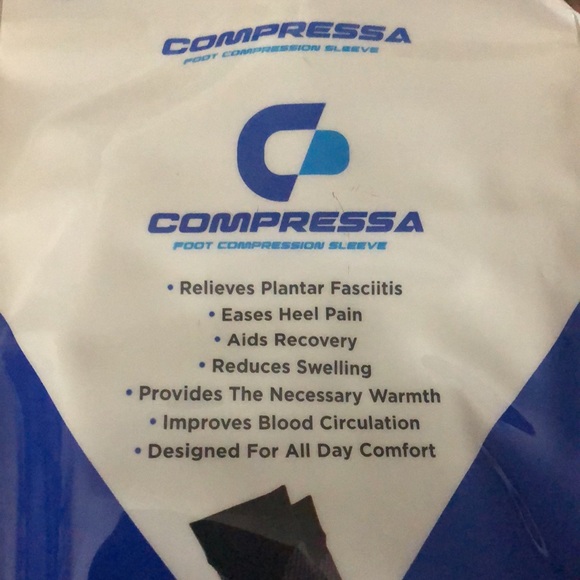 COMPRESSA
FOOT COMPRESSION SLEEVE
COMPRESSA
FOOT COMPRESSION SLEEVE
• Relieves Plantar Fasciitis
• Eases Heel Pain
• Aids Recovery
• Reduces Swelling
• Provides The Necessary Warmth
• Improves Blood Circulation
• Designed For All Day Comfort